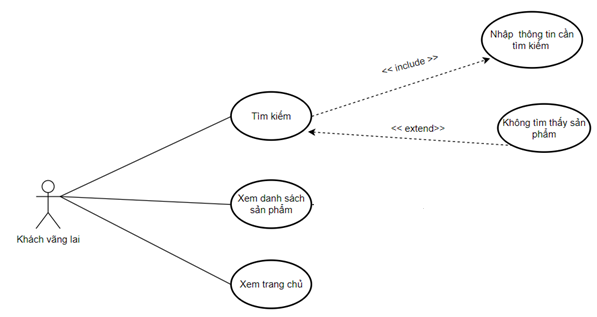 Nhập thông tin cần
tìm kiếm
<< include >>
Tìm kiếm
<< extend>>
Không tìm thấy sản
phẩm
Xem danh sách
sản phẩm
Khách vãng lai
Xem trang chủ